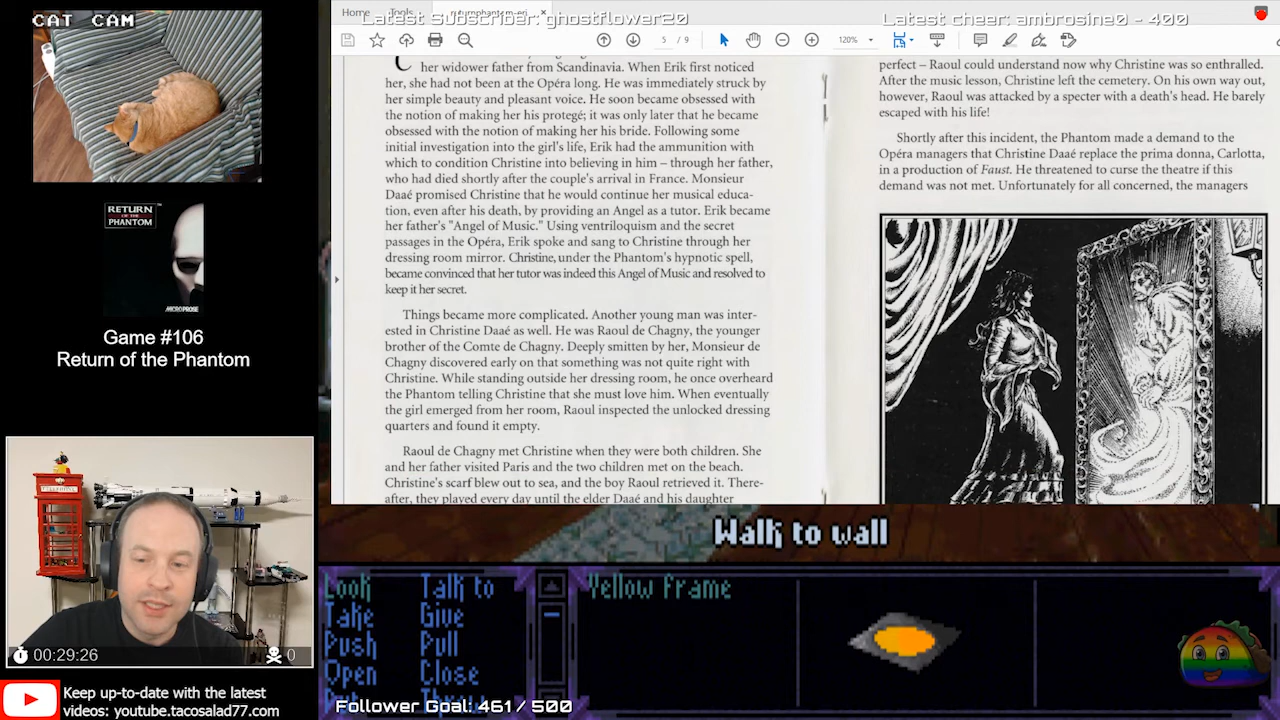 CAT CAM
RETURN
OF THE
PHANTOM
MICROPROSE
Game #106
Return of the Phantom
TELEPHONE
00:29:26
0
Keep up-to-date with the latest
videos: youtube.tacosalad77.com
Latest Subscriber: ghostflower20
Latest cheer: ambrosine0 - 400
Home
Tools
5 / 9
120%
her widower father from Scandinavia. When Erik first noticed
her, she had not been at the Opéra long. He was immediately struck by
her simple beauty and pleasant voice. He soon became obsessed with
the notion of making her his protegé; it was only later that he became
obsessed with the notion of making her his bride. Following some
initial investigation into the girl's life, Erik had the ammunition with
which to condition Christine into believing in him – through her father,
who had died shortly after the couple's arrival in France. Monsieur
Daaé promised Christine that he would continue her musical educa-
tion, even after his death, by providing an Angel as a tutor. Erik became
her father's "Angel of Music." Using ventriloquism and the secret
passages in the Opéra, Erik spoke and sang to Christine through her
dressing room mirror. Christine, under the Phantom's hypnotic spell,
became convinced that her tutor was indeed this Angel of Music and resolved to
keep it her secret.
Things became more complicated. Another young man was inter-
ested in Christine Daaé as well. He was Raoul de Chagny, the younger
brother of the Comte de Chagny. Deeply smitten by her, Monsieur de
Chagny discovered early on that something was not quite right with
Christine. While standing outside her dressing room, he once overheard
the Phantom telling Christine that she must love him. When eventually
the girl emerged from her room, Raoul inspected the unlocked dressing
quarters and found it empty.
Raoul de Chagny met Christine when they were both children. She
and her father visited Paris and the two children met on the beach.
Christine's scarf blew out to sea, and the boy Raoul retrieved it. There-
after, they played every day until the elder Daaé and his daughter
perfect – Raoul could understand now why Christine was so enthralled.
After the music lesson, Christine left the cemetery. On his own way out,
however, Raoul was attacked by a specter with a death's head. He barely
escaped with his life!
Shortly after this incident, the Phantom made a demand to the
Opéra managers that Christine Daaé replace the prima donna, Carlotta,
in a production of Faust. He threatened to curse the theatre if this
demand was not met. Unfortunately for all concerned, the managers
Walk to wall
Look
Talk to
Take
Give
Push
Pull
Open
Close
Yellow frame
Follower Goal: 461 / 500